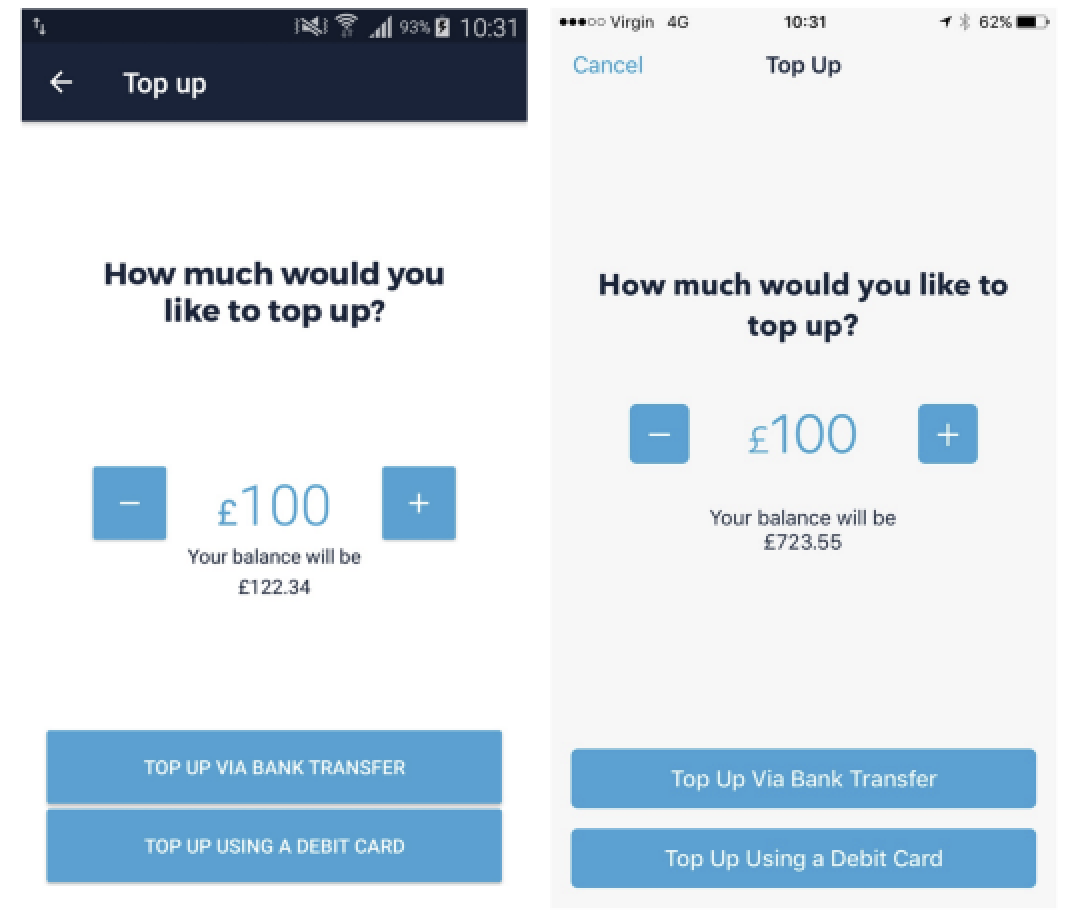 93% 10:31
Top up
How much would you
like to top up?
− £100 +
Your balance will be
£122.34
TOP UP VIA BANK TRANSFER
TOP UP USING A DEBIT CARD
Virgin 4G 10:31 62%
Cancel Top Up
How much would you like to
top up?
− £100 +
Your balance will be
£723.55
Top Up Via Bank Transfer
Top Up Using a Debit Card